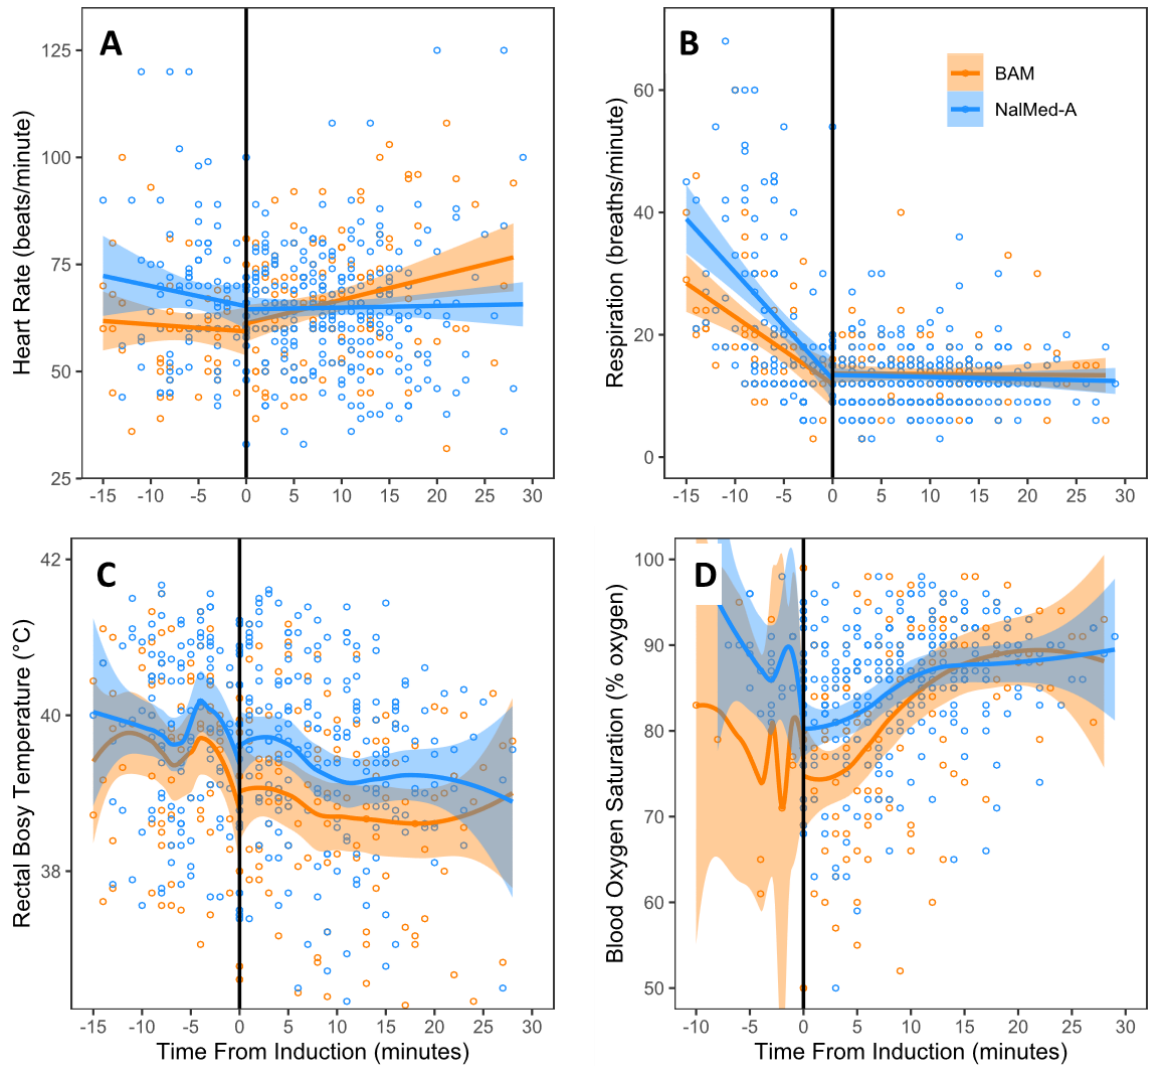 A
Heart Rate (beats/minute)
125
100
75
50
25
-15 -10 -5 0 5 10 15 20 25 30
B
BAM
NalMed-A
Respiration (breaths/minute)
60
40
20
0
-15 -10 -5 0 5 10 15 20 25 30
C
Rectal Bosy Temperature (°C)
42
40
38
-15 -10 -5 0 5 10 15 20 25 30
Time From Induction (minutes)
D
Blood Oxygen Saturation (% oxygen)
100
90
80
70
60
50
-10 -5 0 5 10 15 20 25 30
Time From Induction (minutes)